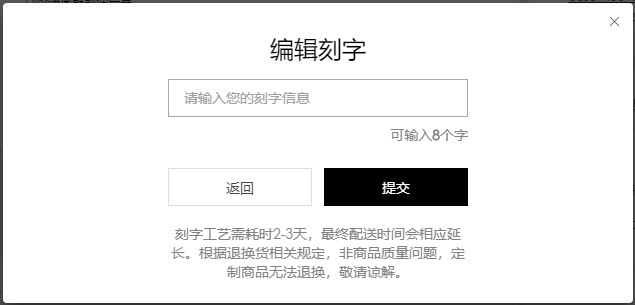 编辑刻字
请输入您的刻字信息
可输入8个字
返回
提交
刻字工艺需耗时2-3天，最终配送时间会相应延
长。根据退换货相关规定，非商品质量问题，定
制商品无法退换，敬请谅解。